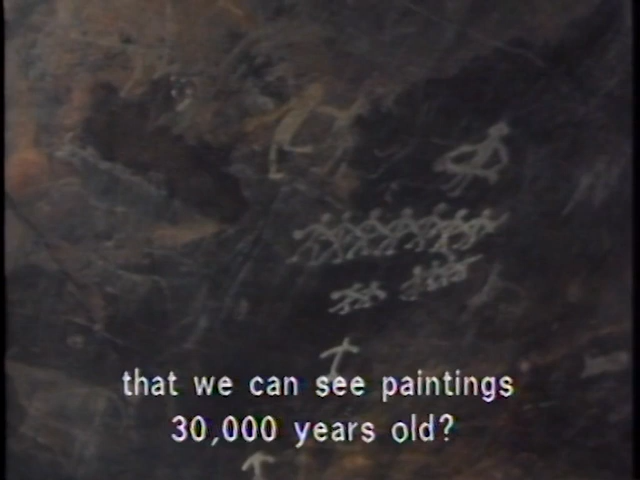 that we can see paintings
30,000 years old?